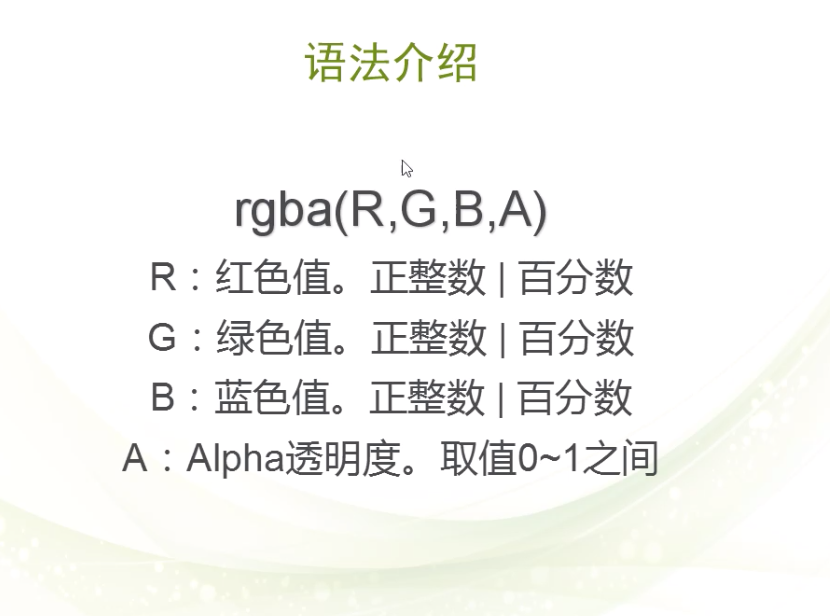 语法介绍
rgba(R,G,B,A)
R：红色值。正整数 | 百分数
G：绿色值。正整数 | 百分数
B：蓝色值。正整数 | 百分数
A：Alpha透明度。取值0~1之间